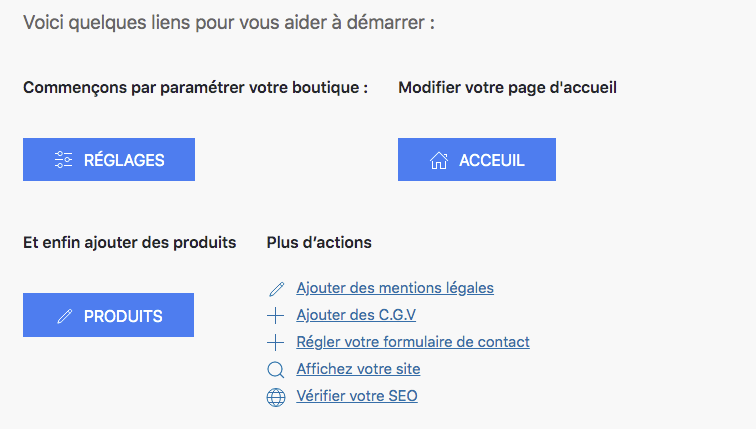 Voici quelques liens pour vous aider à démarrer :
Commençons par paramétrer votre boutique :
Modifier votre page d'accueil
RÉGLAGES
ACCEUIL
Et enfin ajouter des produits
Plus d’actions
PRODUITS
Ajouter des mentions légales
Ajouter des C.G.V
Régler votre formulaire de contact
Affichez votre site
Vérifier votre SEO